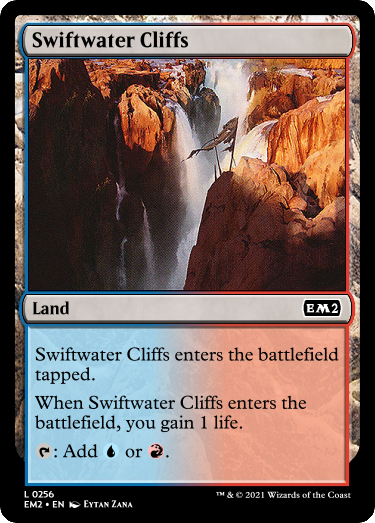 Swiftwater Cliffs
Land
EM2
Swiftwater Cliffs enters the battlefield
tapped.
When Swiftwater Cliffs enters the
battlefield, you gain 1 life.
: Add or .
L 0256
EM2 • EN Eytan Zana
™ & © 2021 Wizards of the Coast